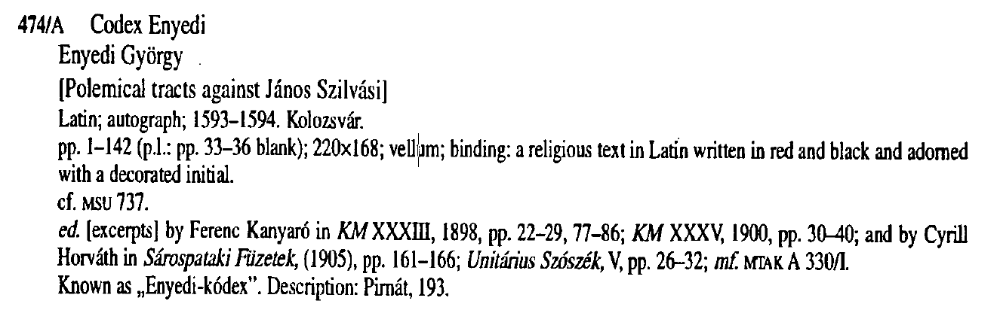 474/A Codex Enyedi
Enyedi György
[Polemical tracts against János Szilvási]
Latin; autograph; 1593–1594. Kolozsvár.
pp. 1–142 (p.l.: pp. 33–36 blank); 220×168; vellum; binding: a religious text in Latin written in red and black and adorned
with a decorated initial.
cf. MSU 737.
ed. [excerpts] by Ferenc Kanyaró in KM XXXIII, 1898, pp. 22–29, 77–86; KM XXXV, 1900, pp. 30–40; and by Cyrill
Horváth in Sárospataki Füzetek, (1905), pp. 161–166; Unitárius Szószék, V, pp. 26–32; mf. MTAK A 330/I.
Known as „Enyedi-kódex”. Description: Pirnát, 193.